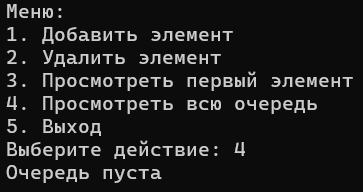 Меню:
1. Добавить элемент
2. Удалить элемент
3. Просмотреть первый элемент
4. Просмотреть всю очередь
5. Выход
Выберите действие: 4
Очередь пуста